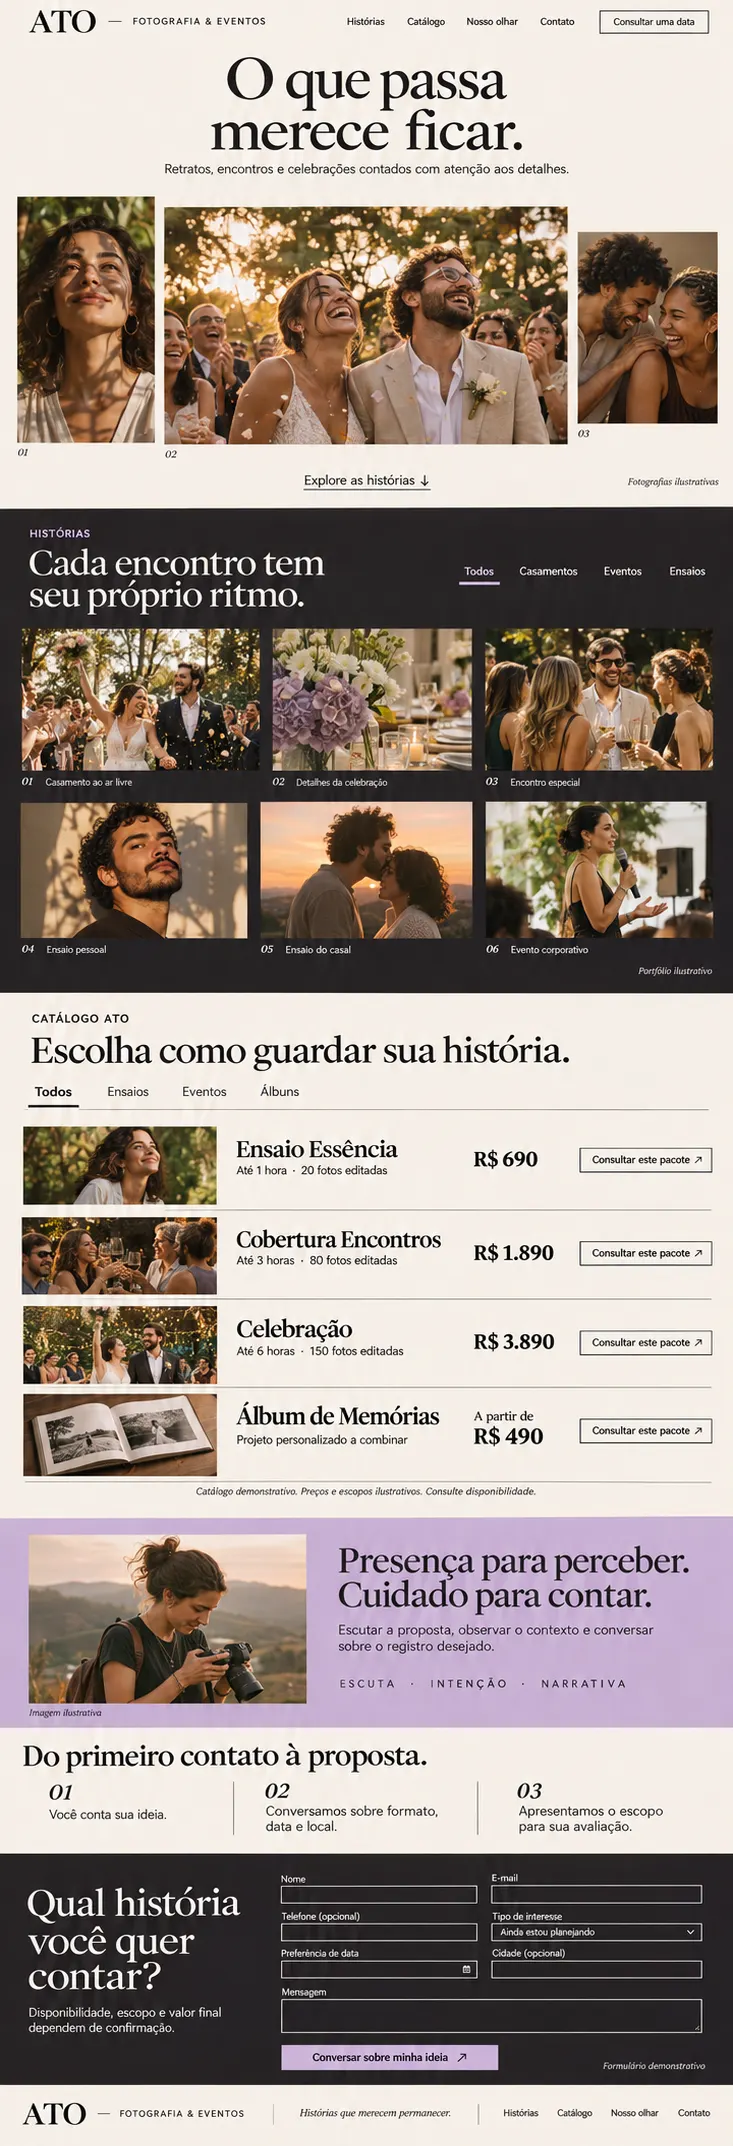 ATO — FOTOGRAFIA & EVENTOS
Histórias Catálogo Nosso olhar Contato Consultar uma data
O que passa
merece ficar.
Retratos, encontros e celebrações contados com atenção aos detalhes.
01
02
03
Explore as histórias ↓
Fotografias ilustrativas
HISTÓRIAS
Cada encontro tem
seu próprio ritmo.
Todos Casamentos Eventos Ensaios
01 Casamento ao ar livre
02 Detalhes da celebração
03 Encontro especial
04 Ensaio pessoal
05 Ensaio do casal
06 Evento corporativo
Portfólio ilustrativo
CATÁLOGO ATO
Escolha como guardar sua história.
Todos Ensaios Eventos Álbuns
Ensaio Essência
Até 1 hora · 20 fotos editadas
R$ 690
Consultar este pacote ↗
Cobertura Encontros
Até 3 horas · 80 fotos editadas
R$ 1.890
Consultar este pacote ↗
Celebração
Até 6 horas · 150 fotos editadas
R$ 3.890
Consultar este pacote ↗
Álbum de Memórias
Projeto personalizado a combinar
A partir de
R$ 490
Consultar este pacote ↗
Catálogo demonstrativo. Preços e escopos ilustrativos. Consulte disponibilidade.
Presença para perceber.
Cuidado para contar.
Escutar a proposta, observar o contexto e conversar
sobre o registro desejado.
ESCUTA · INTENÇÃO · NARRATIVA
Imagem ilustrativa
Do primeiro contato à proposta.
01
Você conta sua ideia.
02
Conversamos sobre formato,
data e local.
03
Apresentamos o escopo
para sua avaliação.
Qual história
você quer
contar?
Disponibilidade, escopo e valor final
dependem de confirmação.
Nome
E-mail
Telefone (opcional)
Tipo de interesse
Ainda estou planejando
Preferência de data
Cidade (opcional)
Mensagem
Conversar sobre minha ideia ↗
Formulário demonstrativo
ATO — FOTOGRAFIA & EVENTOS
Histórias que merecem permanecer.
Histórias Catálogo Nosso olhar Contato